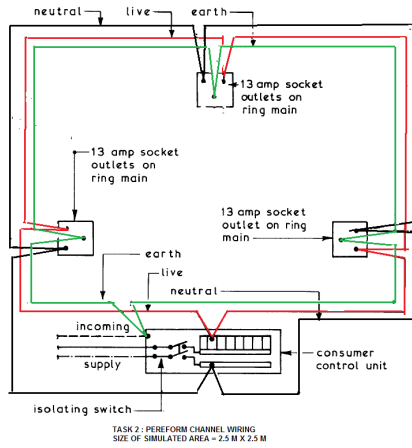 neutral
live
earth
13 amp socket
outlets on
ring main
13 amp socket
outlets on
ring main
13 amp socket
outlet on ring
main
earth
live
neutral
incoming
supply
consumer
control unit
isolating switch
TASK 2 : PEREFORM CHANNEL WIRING
SIZE OF SIMULATED AREA = 2.5 M X 2.5 M